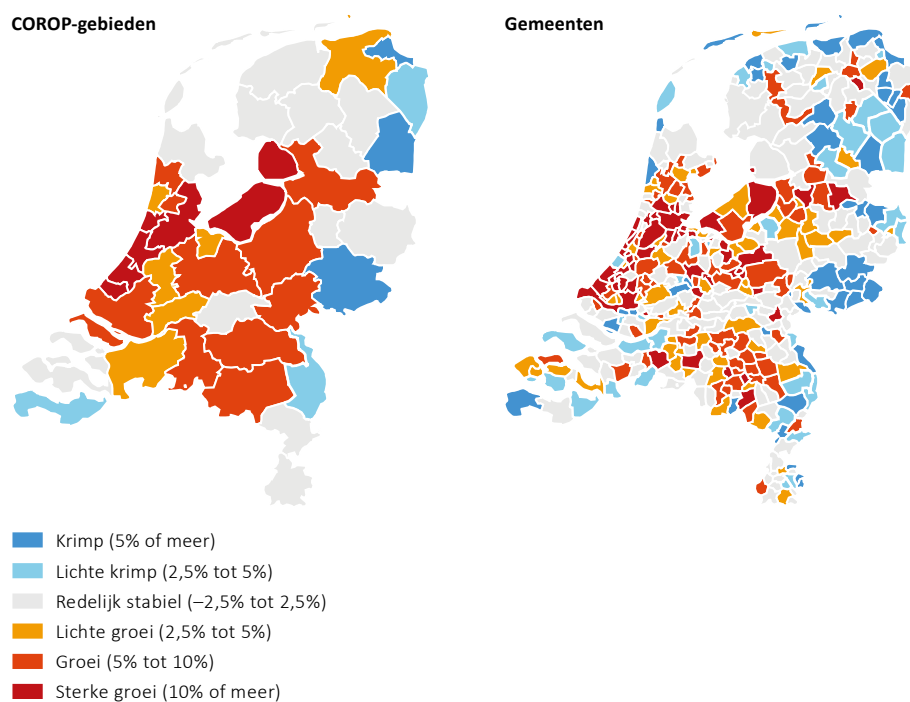 COROP-gebieden
Gemeenten
Krimp (5% of meer)
Lichte krimp (2,5% tot 5%)
Redelijk stabiel (–2,5% tot 2,5%)
Lichte groei (2,5% tot 5%)
Groei (5% tot 10%)
Sterke groei (10% of meer)